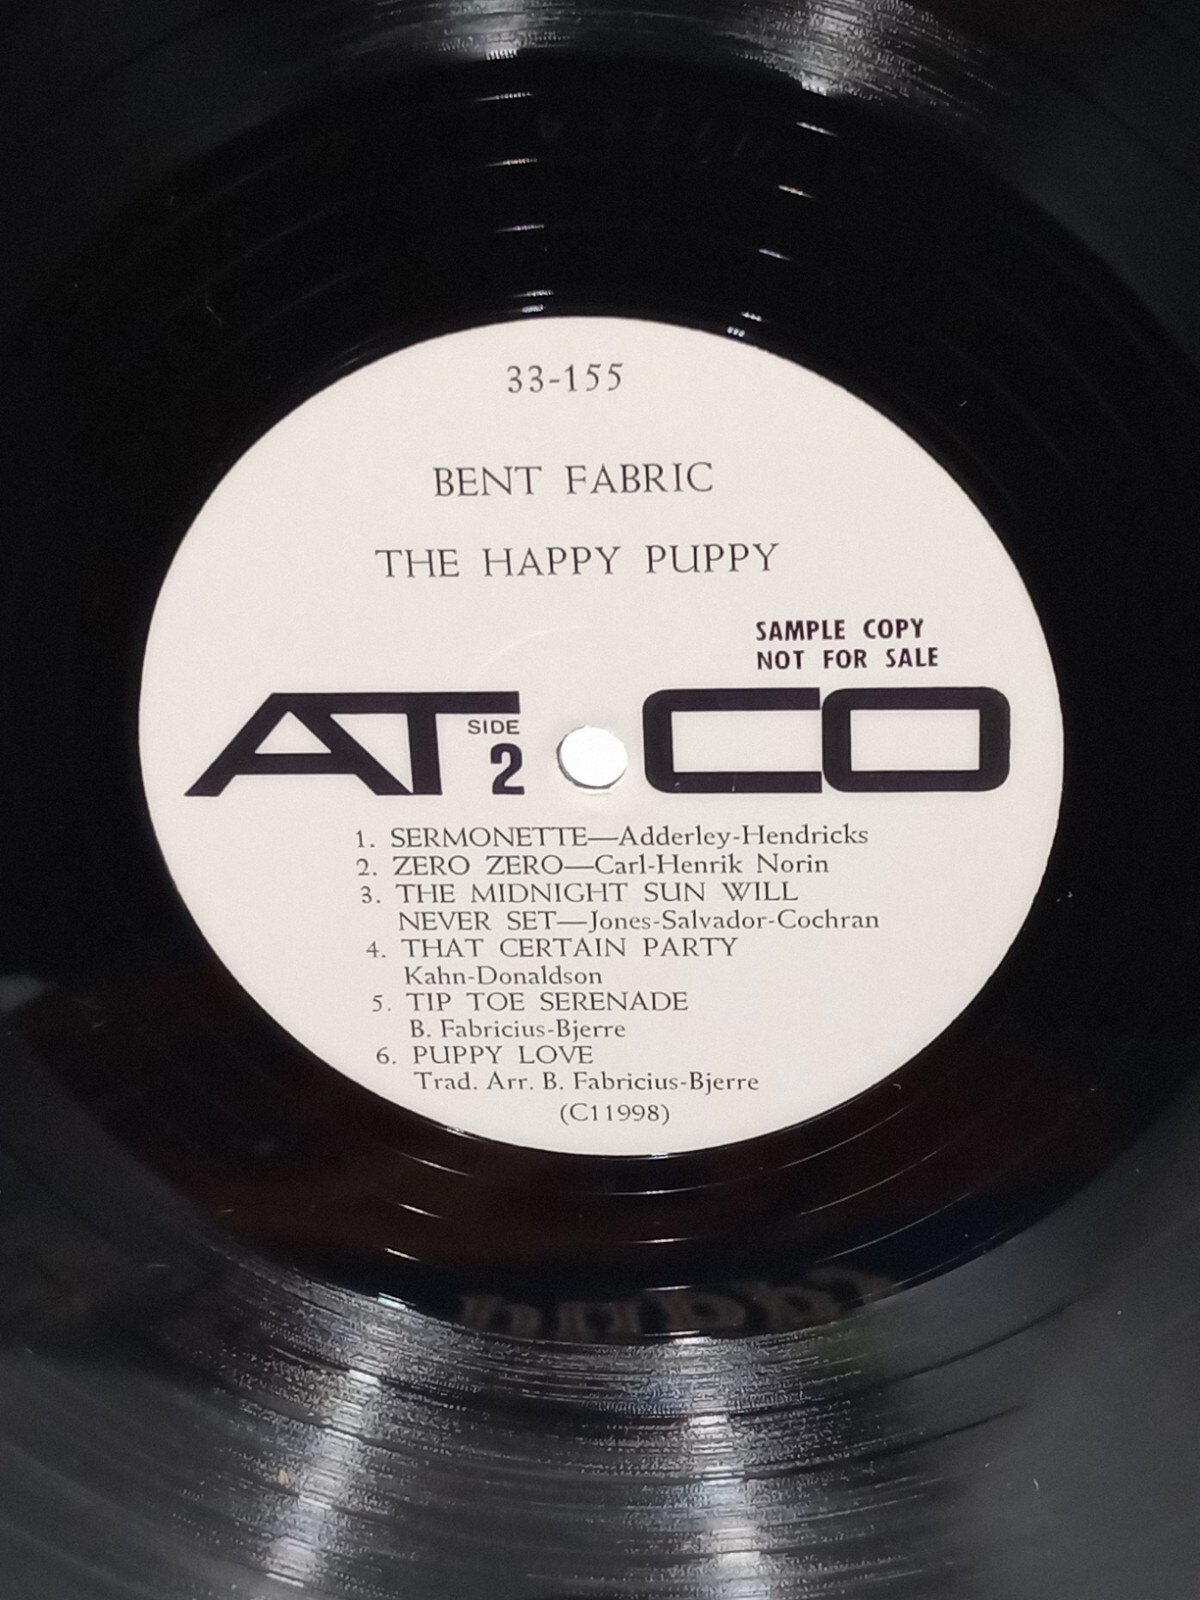 33-155
BENT FABRIC
THE HAPPY PUPPY
SAMPLE COPY
NOT FOR SALE
ATCO
SIDE
2
1. SERMONETTE—Adderley-Hendricks
2. ZERO ZERO—Carl-Henrik Norin
3. THE MIDNIGHT SUN WILL
NEVER SET—Jones-Salvador-Cochran
4. THAT CERTAIN PARTY
Kahn-Donaldson
5. TIP TOE SERENADE
B. Fabricius-Bjerre
6. PUPPY LOVE
Trad. Arr. B. Fabricius-Bjerre
(C11998)